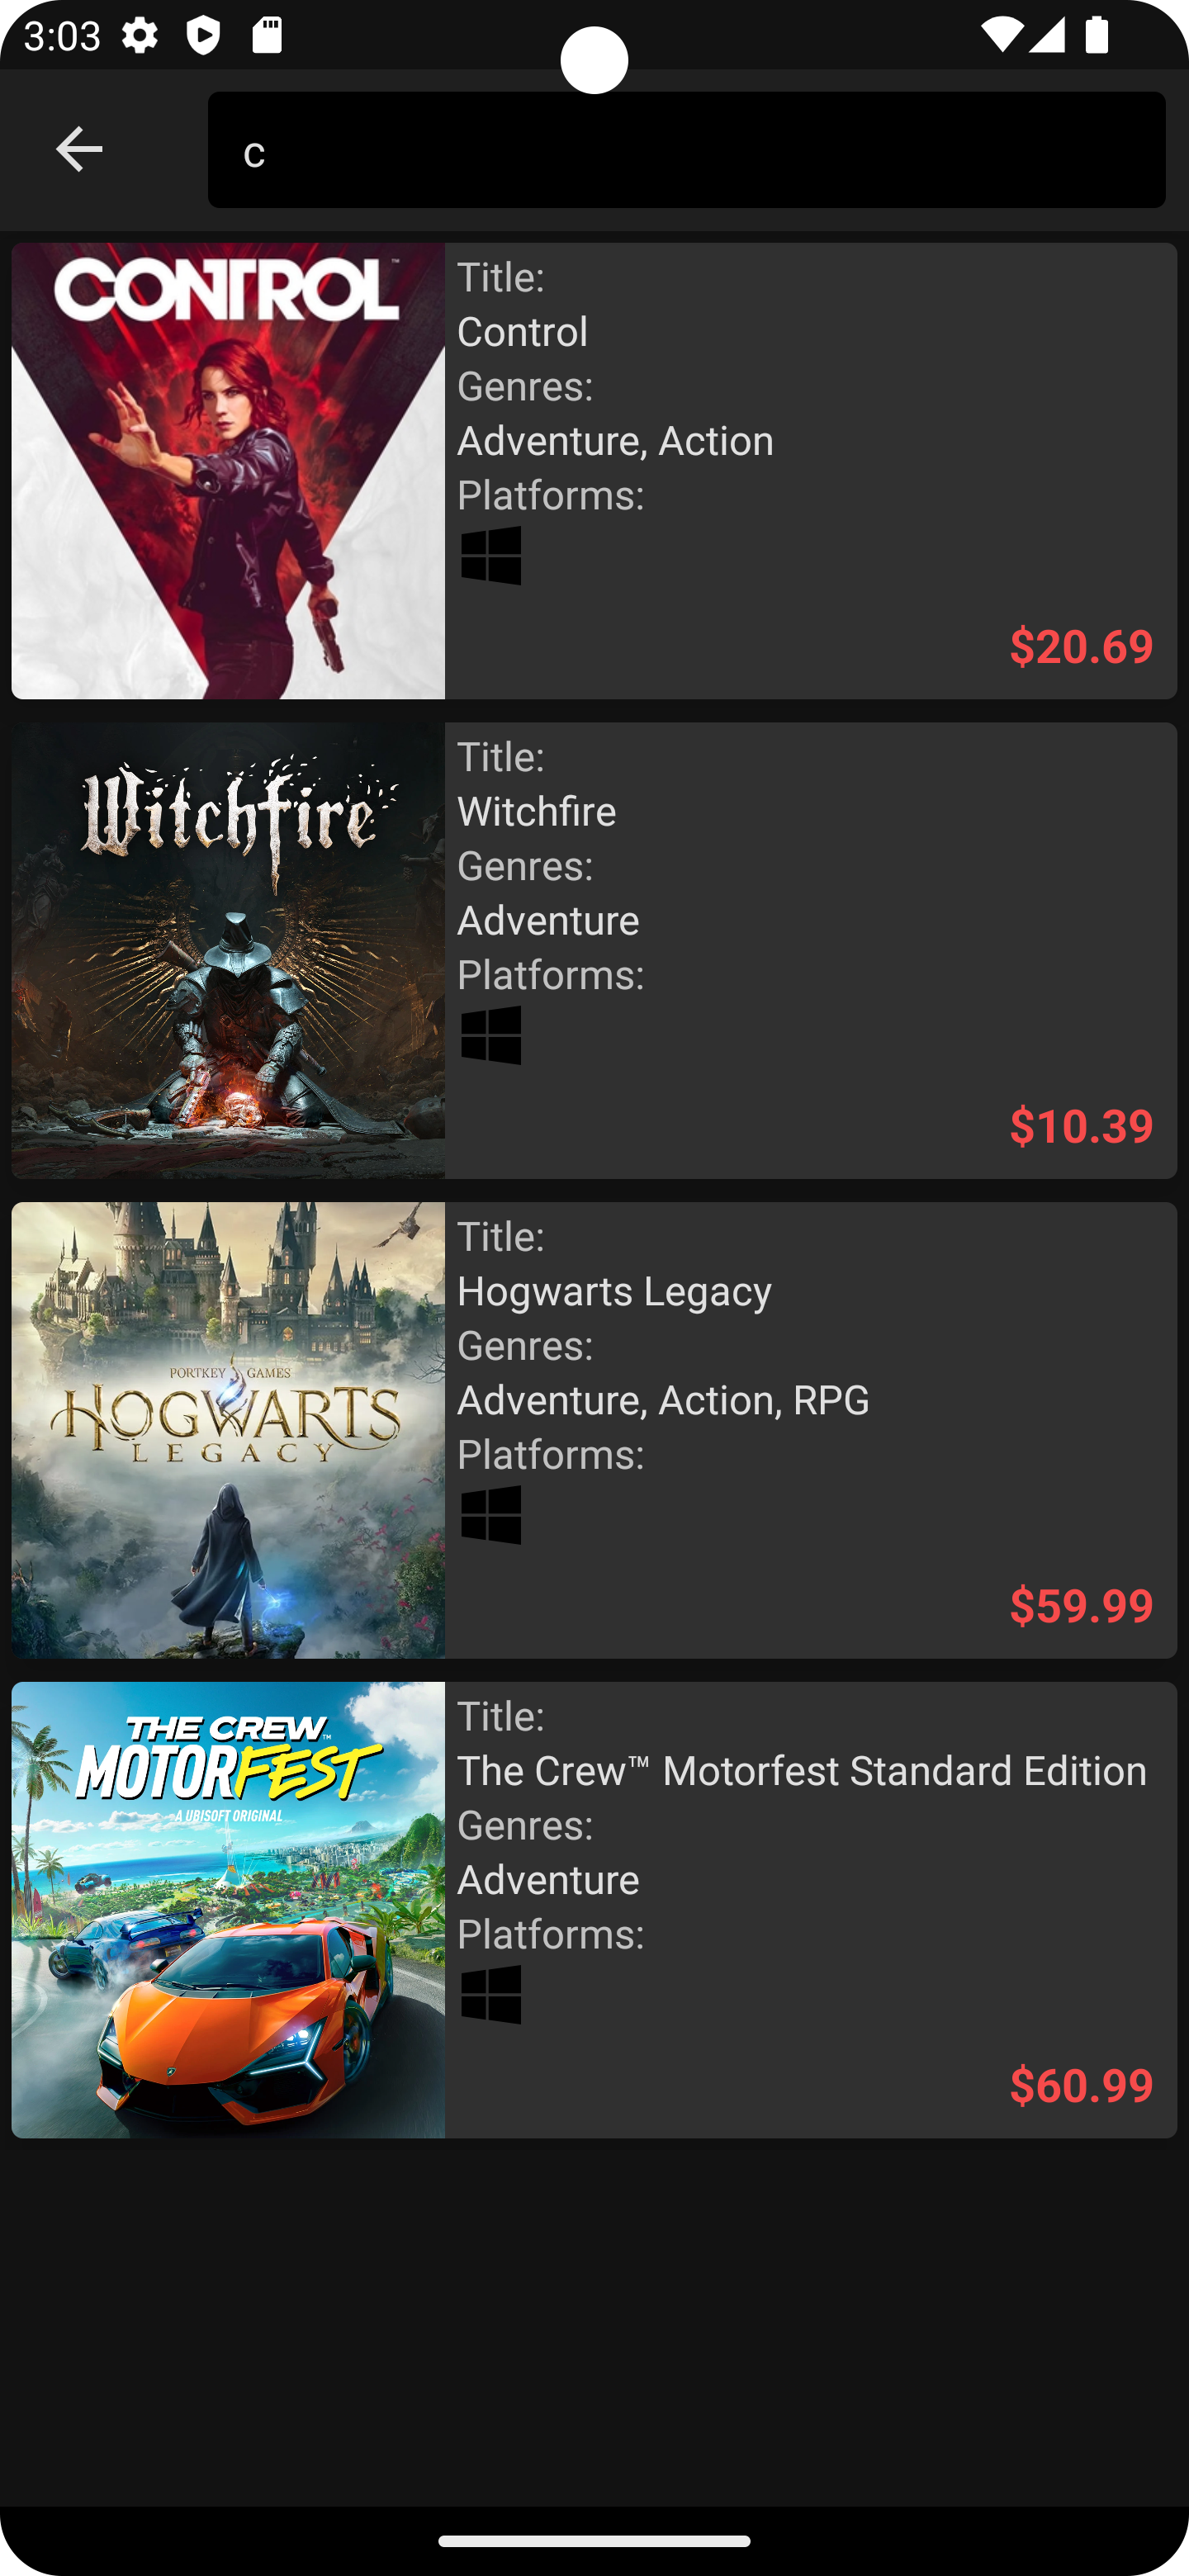 3:03
c
CONTROL™
Title:
Control
Genres:
Adventure, Action
Platforms:
$20.69
Witchfire
Title:
Witchfire
Genres:
Adventure
Platforms:
$10.39
PORTKEY GAMES
HOGWARTS
LEGACY
Title:
Hogwarts Legacy
Genres:
Adventure, Action, RPG
Platforms:
$59.99
THE CREW™
MOTORFEST
A UBISOFT ORIGINAL
Title:
The Crew™ Motorfest Standard Edition
Genres:
Adventure
Platforms:
$60.99